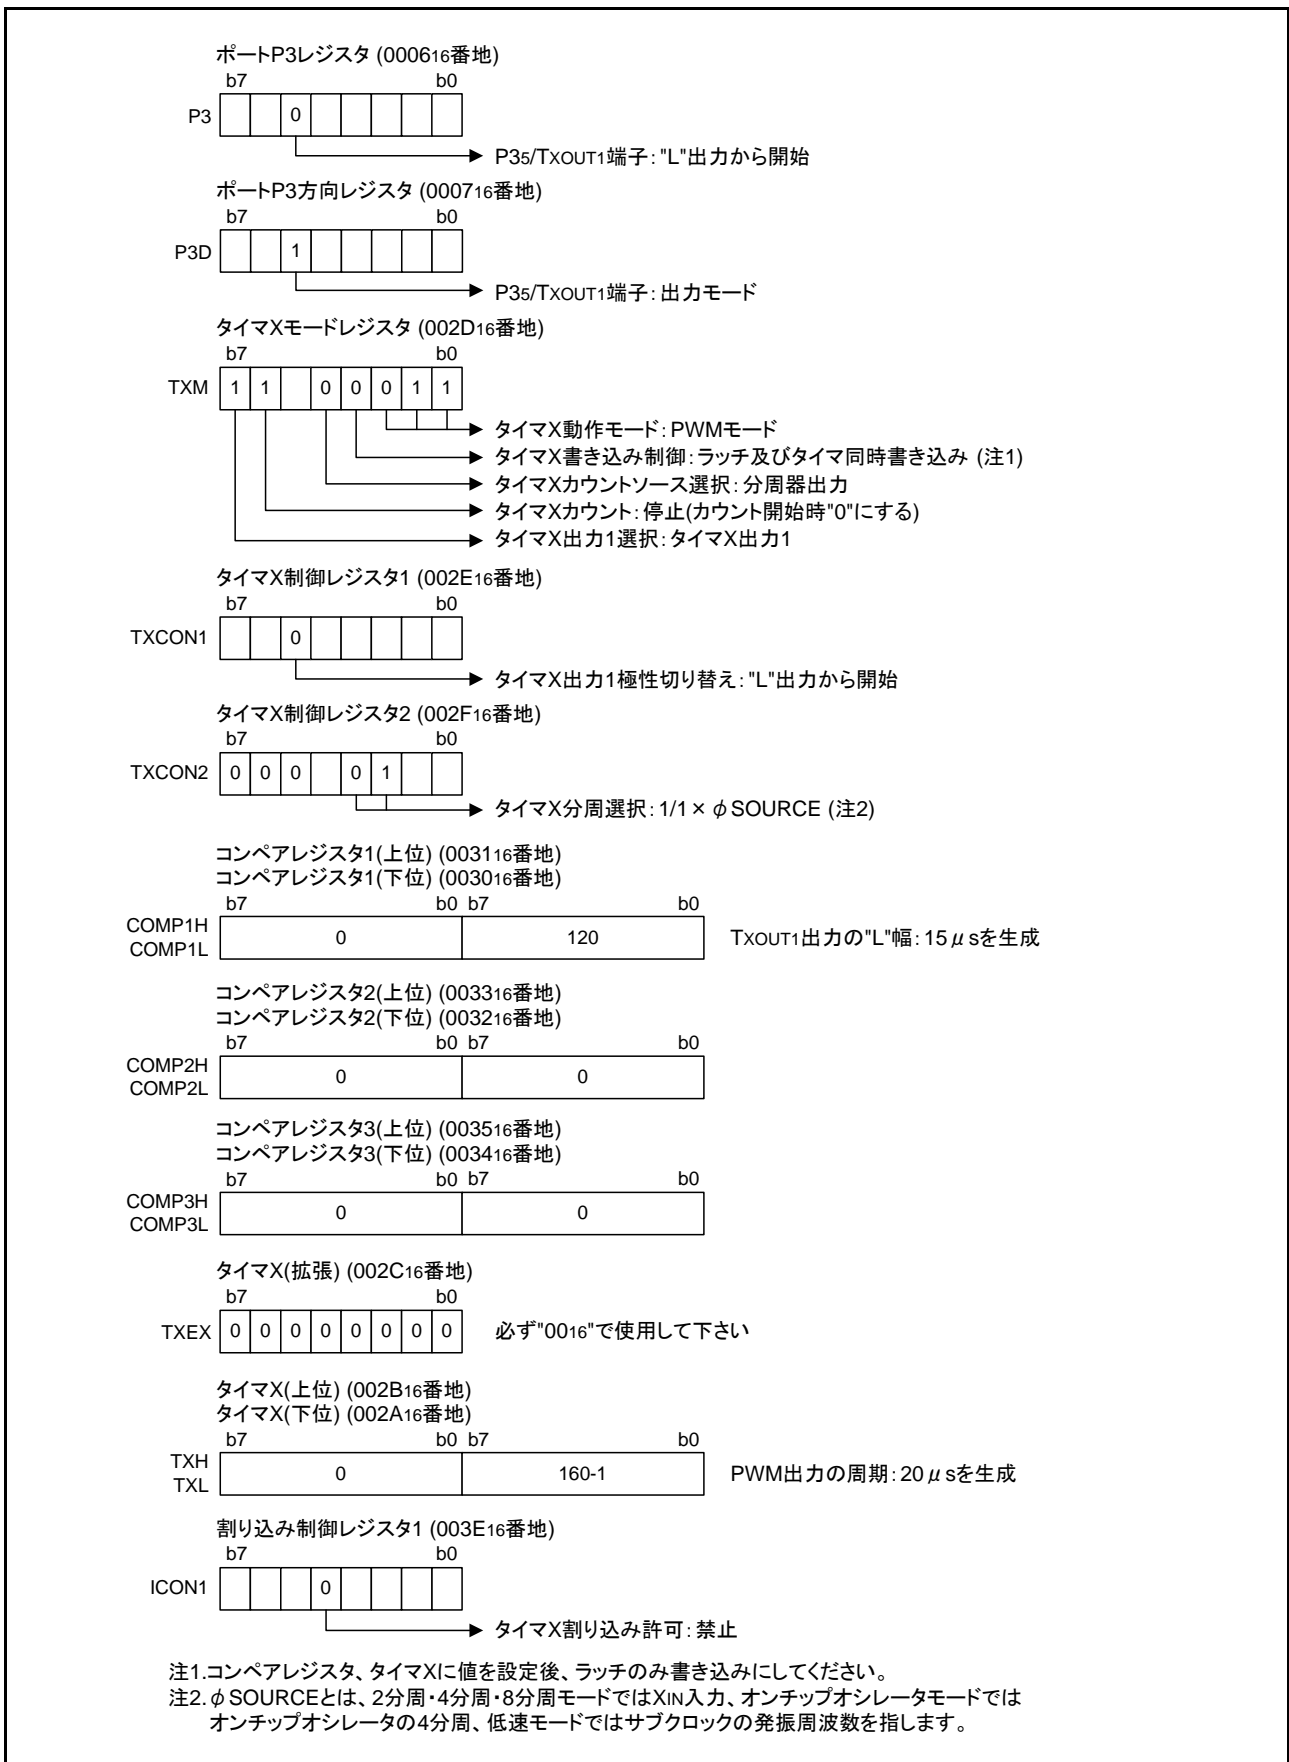 ポートP3レジスタ (000616番地)
b7 b0
P3 0
P35/TXOUT1端子: "L"出力から開始
ポートP3方向レジスタ (000716番地)
b7 b0
P3D 1
P35/TXOUT1端子: 出力モード
タイマXモードレジスタ (002D16番地)
b7 b0
TXM 1 1 0 0 0 1 1
タイマX動作モード: PWMモード
タイマX書き込み制御: ラッチ及びタイマ同時書き込み (注1)
タイマXカウントソース選択: 分周器出力
タイマXカウント: 停止(カウント開始時"0"にする)
タイマX出力1選択: タイマX出力1
タイマX制御レジスタ1 (002E16番地)
b7 b0
TXCON1 0
タイマX出力1極性切り替え: "L"出力から開始
タイマX制御レジスタ2 (002F16番地)
b7 b0
TXCON2 0 0 0 0 1
タイマX分周選択: 1/1×φSOURCE (注2)
コンペアレジスタ1(上位) (003116番地)
コンペアレジスタ1(下位) (003016番地)
b7 b0 b7 b0
COMP1H
COMP1L 0 120 TXOUT1出力の"L"幅: 15μsを生成
コンペアレジスタ2(上位) (003316番地)
コンペアレジスタ2(下位) (003216番地)
b7 b0 b7 b0
COMP2H
COMP2L 0 0
コンペアレジスタ3(上位) (003516番地)
コンペアレジスタ3(下位) (003416番地)
b7 b0 b7 b0
COMP3H
COMP3L 0 0
タイマX(拡張) (002C16番地)
b7 b0
TXEX 0 0 0 0 0 0 0 0 必ず"0016"で使用して下さい
タイマX(上位) (002B16番地)
タイマX(下位) (002A16番地)
b7 b0 b7 b0
TXH
TXL 0 160-1 PWM出力の周期: 20μsを生成
割り込み制御レジスタ1 (003E16番地)
b7 b0
ICON1 0
タイマX割り込み許可: 禁止
注1.コンペアレジスタ、タイマXに値を設定後、ラッチのみ書き込みにしてください。
注2.φSOURCEとは、2分周・4分周・8分周モードではXIN入力、オンチップオシレータモードでは
オンチップオシレータの4分周、低速モードではサブクロックの発振周波数を指します。